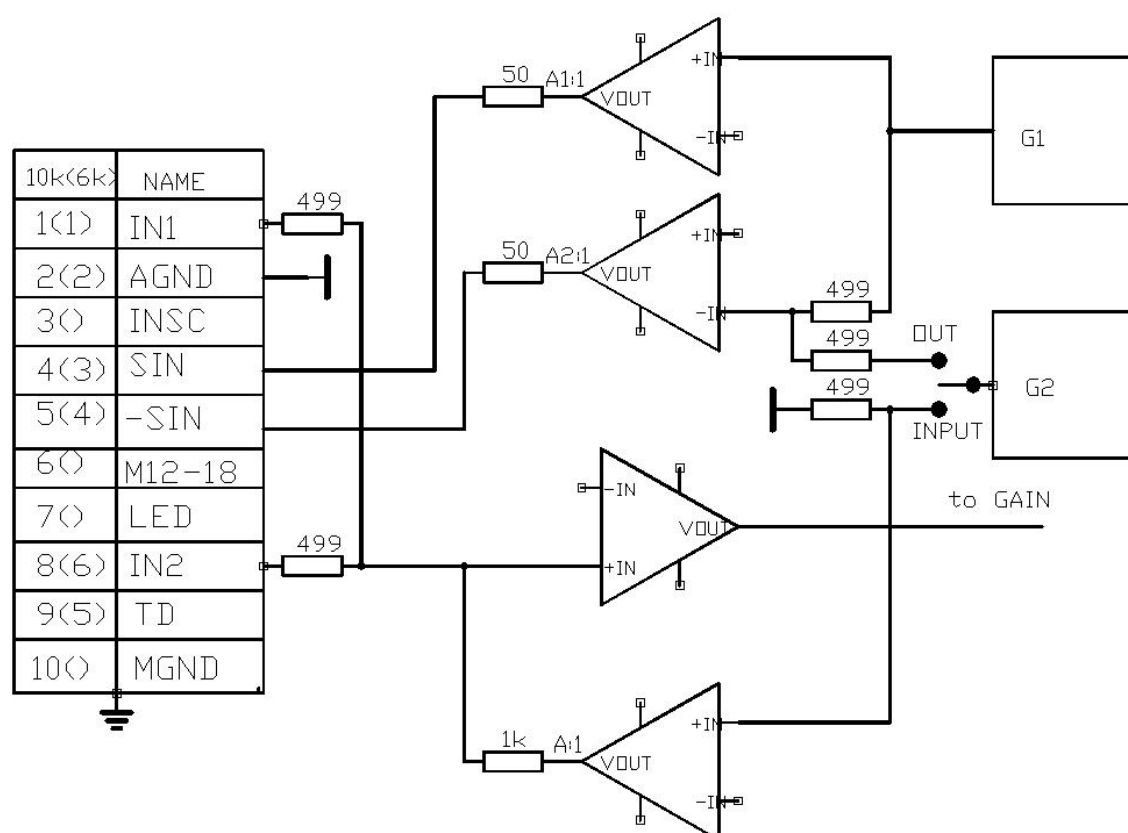 10k(6k) NAME
1(1) IN1
2(2) AGND
3() INSC
4(3) SIN
5(4) -SIN
6() M12-18
7() LED
8(6) IN2
9(5) TD
10() MGND
499
499
50 A1:1
VOUT
+IN
-IN
50 A2:1
VOUT
+IN
-IN
G1
499
499
499
OUT
INPUT
G2
-IN
+IN
VOUT
to GAIN
1k A:1
VOUT
+IN
-IN